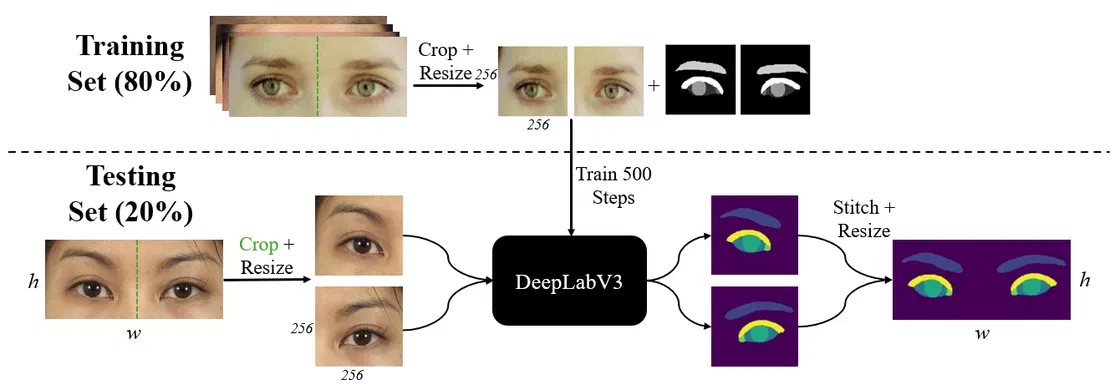 Training
Set (80%)
Crop +
Resize
256
256
+
Testing
Set (20%)
Train 500
Steps
h
w
Crop +
Resize
256
256
DeepLabV3
Stitch +
Resize
h
w